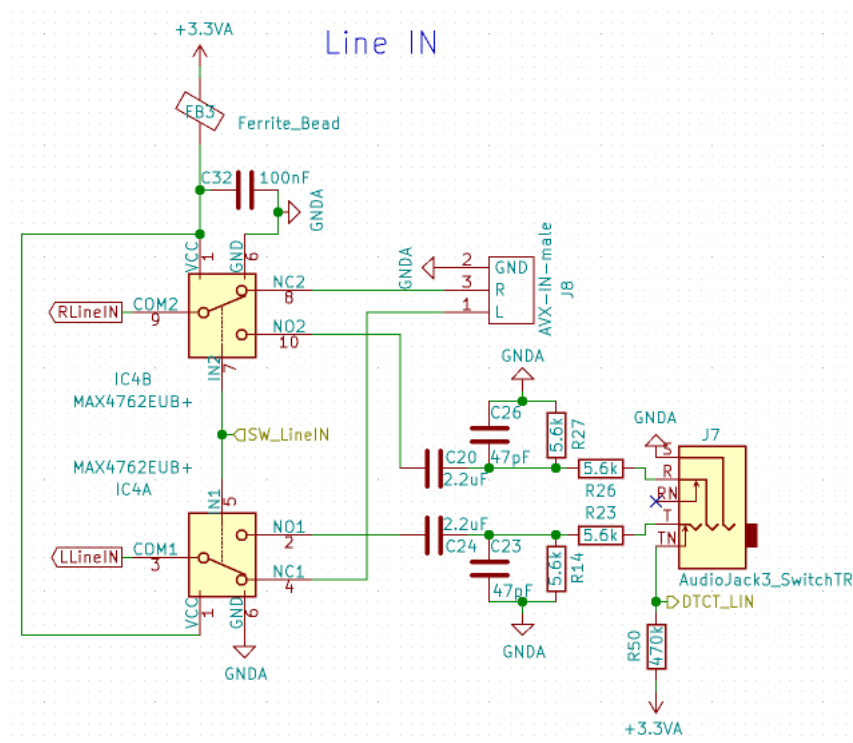 +3.3VA
Line IN
FB3
Ferrite_Bead
C32
100nF
GNDA
VCC
1
GND
6
GNDA
2
GND
3
R
1
L
AVX-IN-male
J8
NC2
8
RLineIN
COM2
9
NO2
10
IN2
7
IC4B
MAX4762EUB+
SW_LineIN
MAX4762EUB+
IC4A
IN1
5
GNDA
C26
47pF
5.6k
R27
C20
2.2uF
5.6k
R26
GNDA
J7
S
R
RN
T
TN
R23
5.6k
2.2uF
C24
C23
47pF
5.6k
R14
GNDA
NO1
2
LLineIN
COM1
3
NC1
4
VCC
1
GND
6
GNDA
AudioJack3_SwitchTR
DTCT_LIN
R50
470k
+3.3VA